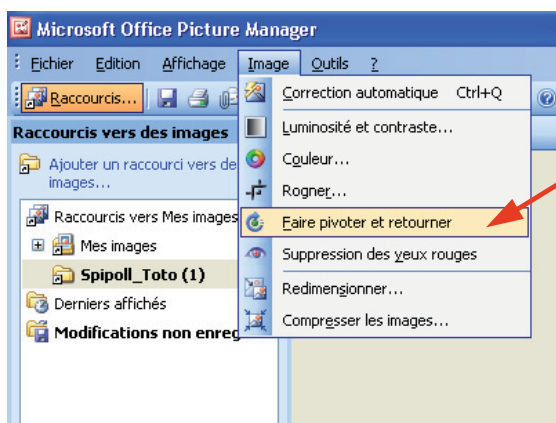 Microsoft Office Picture Manager
Fichier Edition Affichage Image Outils ?
Raccourcis...
Correction automatique Ctrl+Q
Raccourcis vers des images
Luminosité et contraste...
Ajouter un raccourci vers de
images...
Couleur...
Rogner...
Raccourcis vers Mes images
Faire pivoter et retourner
Mes images
Suppression des yeux rouges
Spipoll_Toto (1)
Redimensionner...
Derniers affichés
Compresser les images...
Modifications non enreg